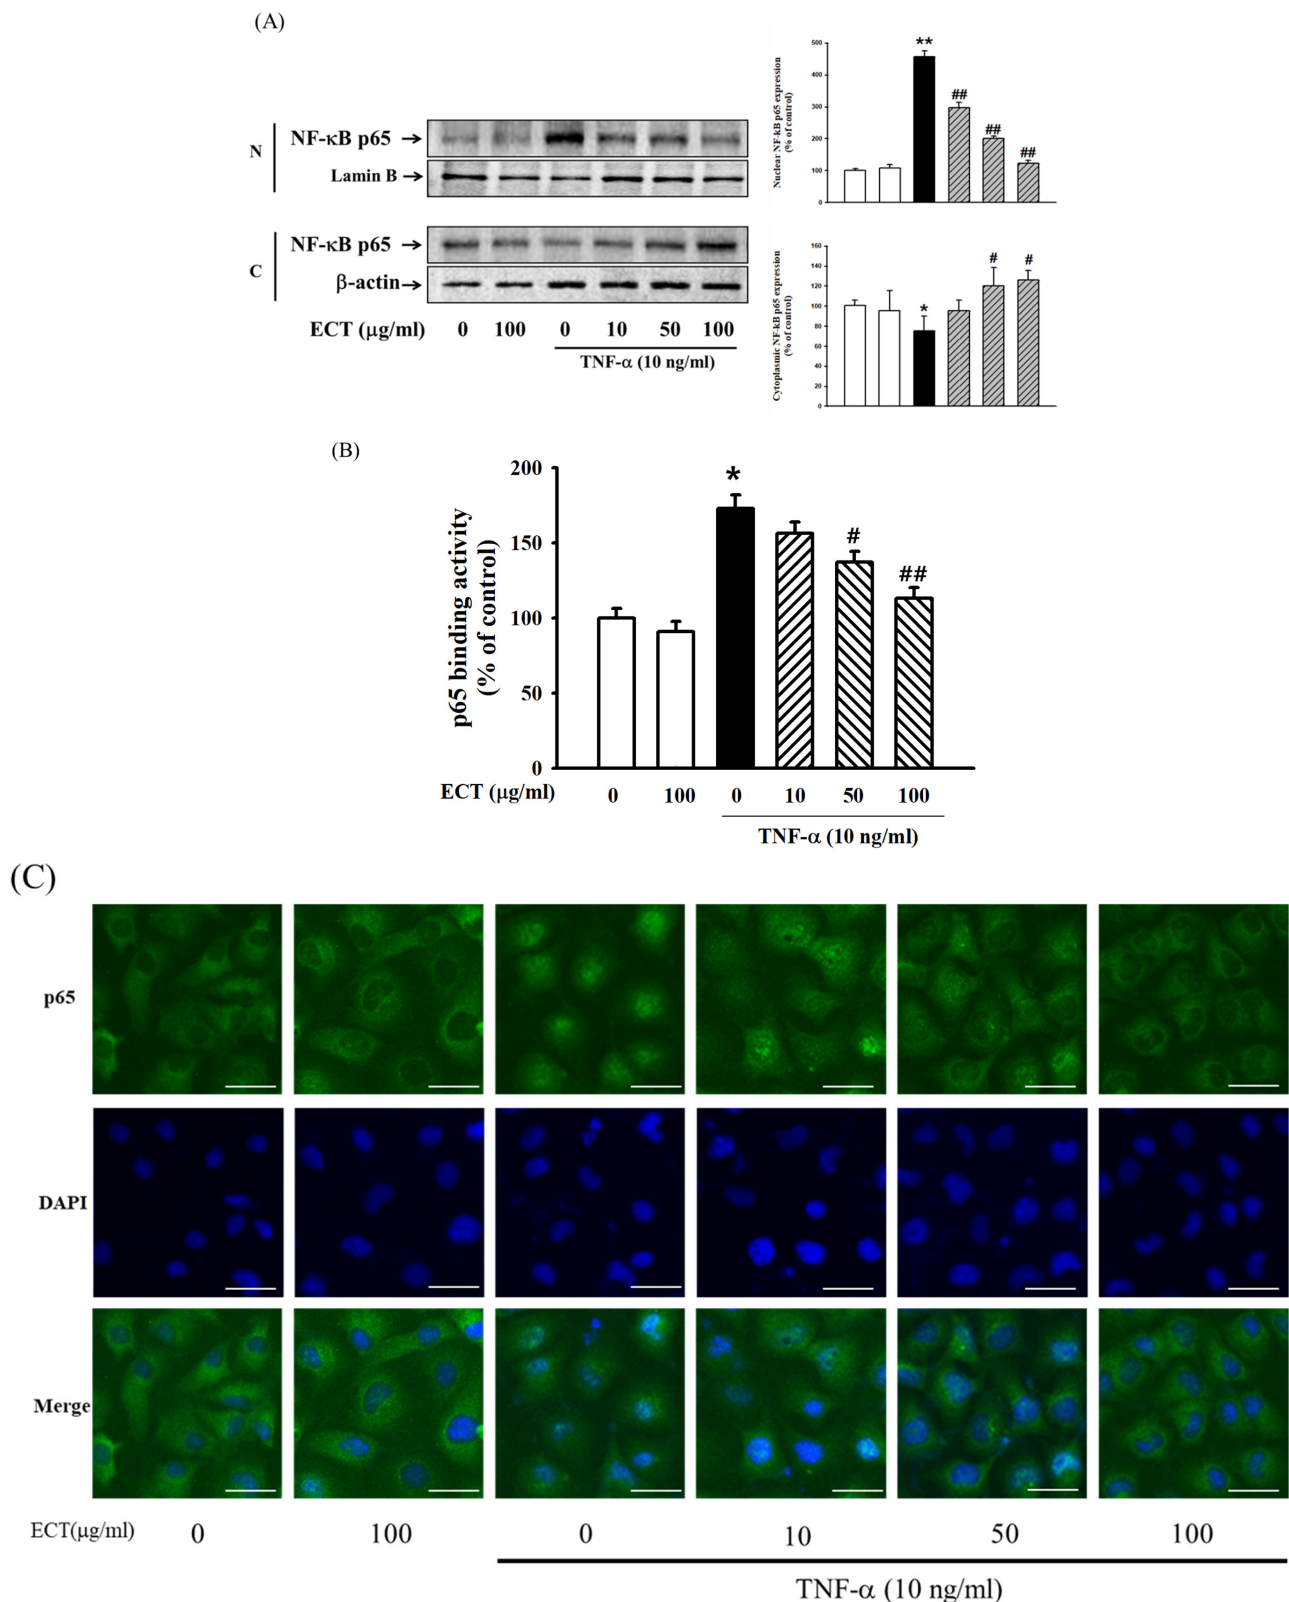 (A)
N
NF-κB p65
Lamin B
C
NF-κB p65
β-actin
ECT (μg/ml) 0 100 0 10 50 100
TNF-α (10 ng/ml)
Nuclear NF-kB p65 expression
(% of control)
500
400
300
200
100
0
**
##
##
##
Cytoplasmic NF-kB p65 expression
(% of control)
160
140
120
100
80
60
40
20
0
*
#
#
(B)
p65 binding activity
(% of control)
200
150
100
50
0
*
#
##
ECT (μg/ml) 0 100 0 10 50 100
TNF-α (10 ng/ml)
(C)
p65
DAPI
Merge
ECT(μg/ml) 0 100 0 10 50 100
TNF-α (10 ng/ml)